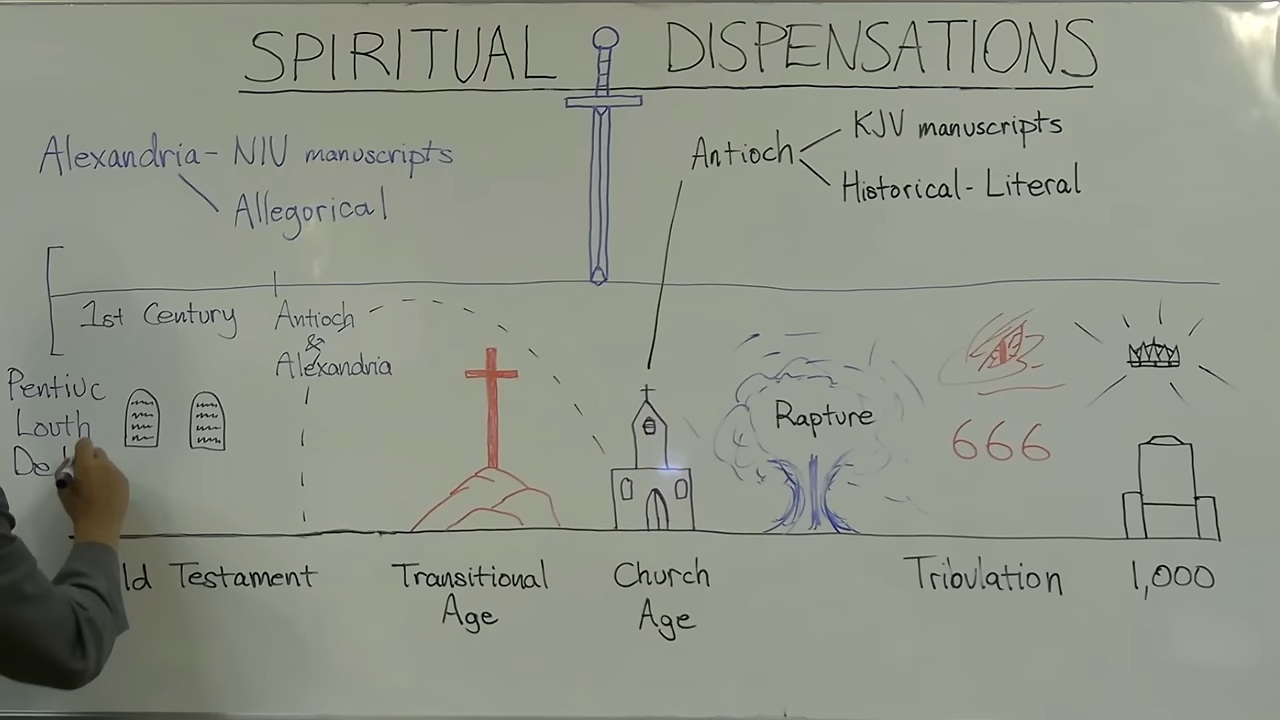 SPIRITUAL DISPENSATIONS
Alexandria - NIV manuscripts
Allegorical
Antioch
KJV manuscripts
Historical - Literal
1st Century
Antioch
&
Alexandria
Pentiuc
Louth
De
Rapture
666
ld Testament
Transitional
Age
Church
Age
Tribulation
1,000